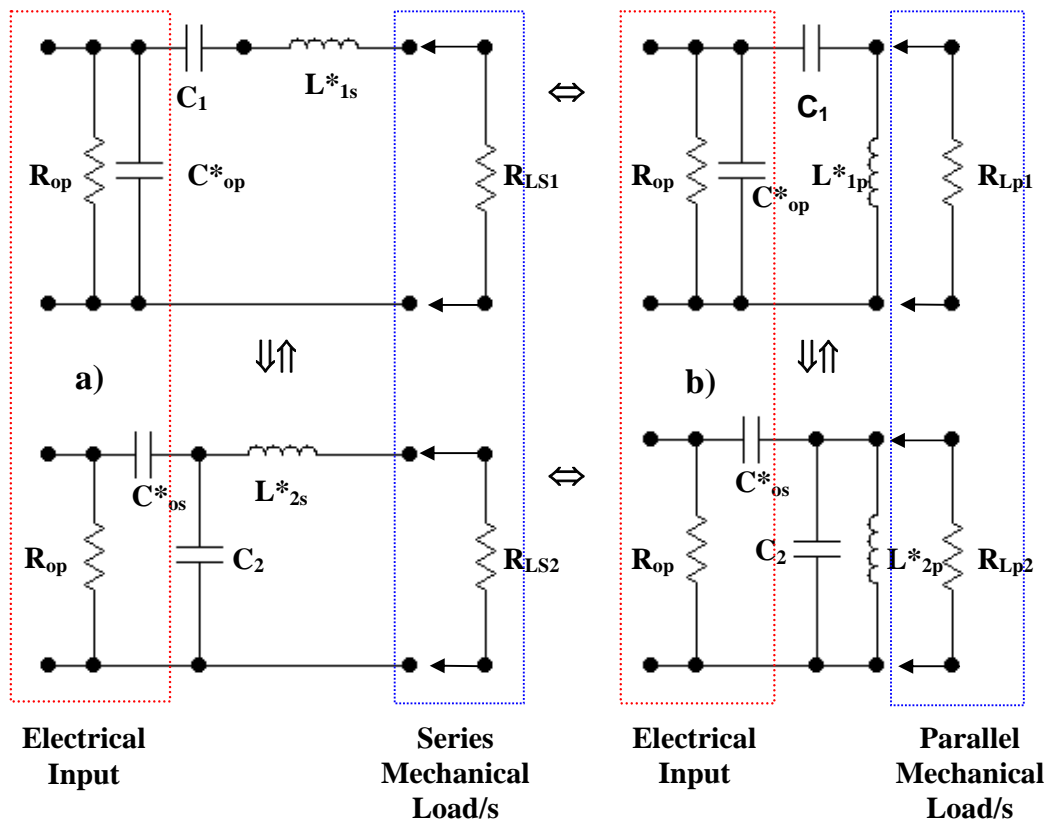 C1
L*1s
Rop
C*op
RLS1
⇔
C1
Rop
C*op
L*1p
RLp1
⇓⇑
a)
⇓⇑
b)
C*os
L*2s
Rop
C2
RLS2
⇔
C*os
Rop
C2
L*2p
RLp2
Electrical
Input
Series
Mechanical
Load/s
Electrical
Input
Parallel
Mechanical
Load/s